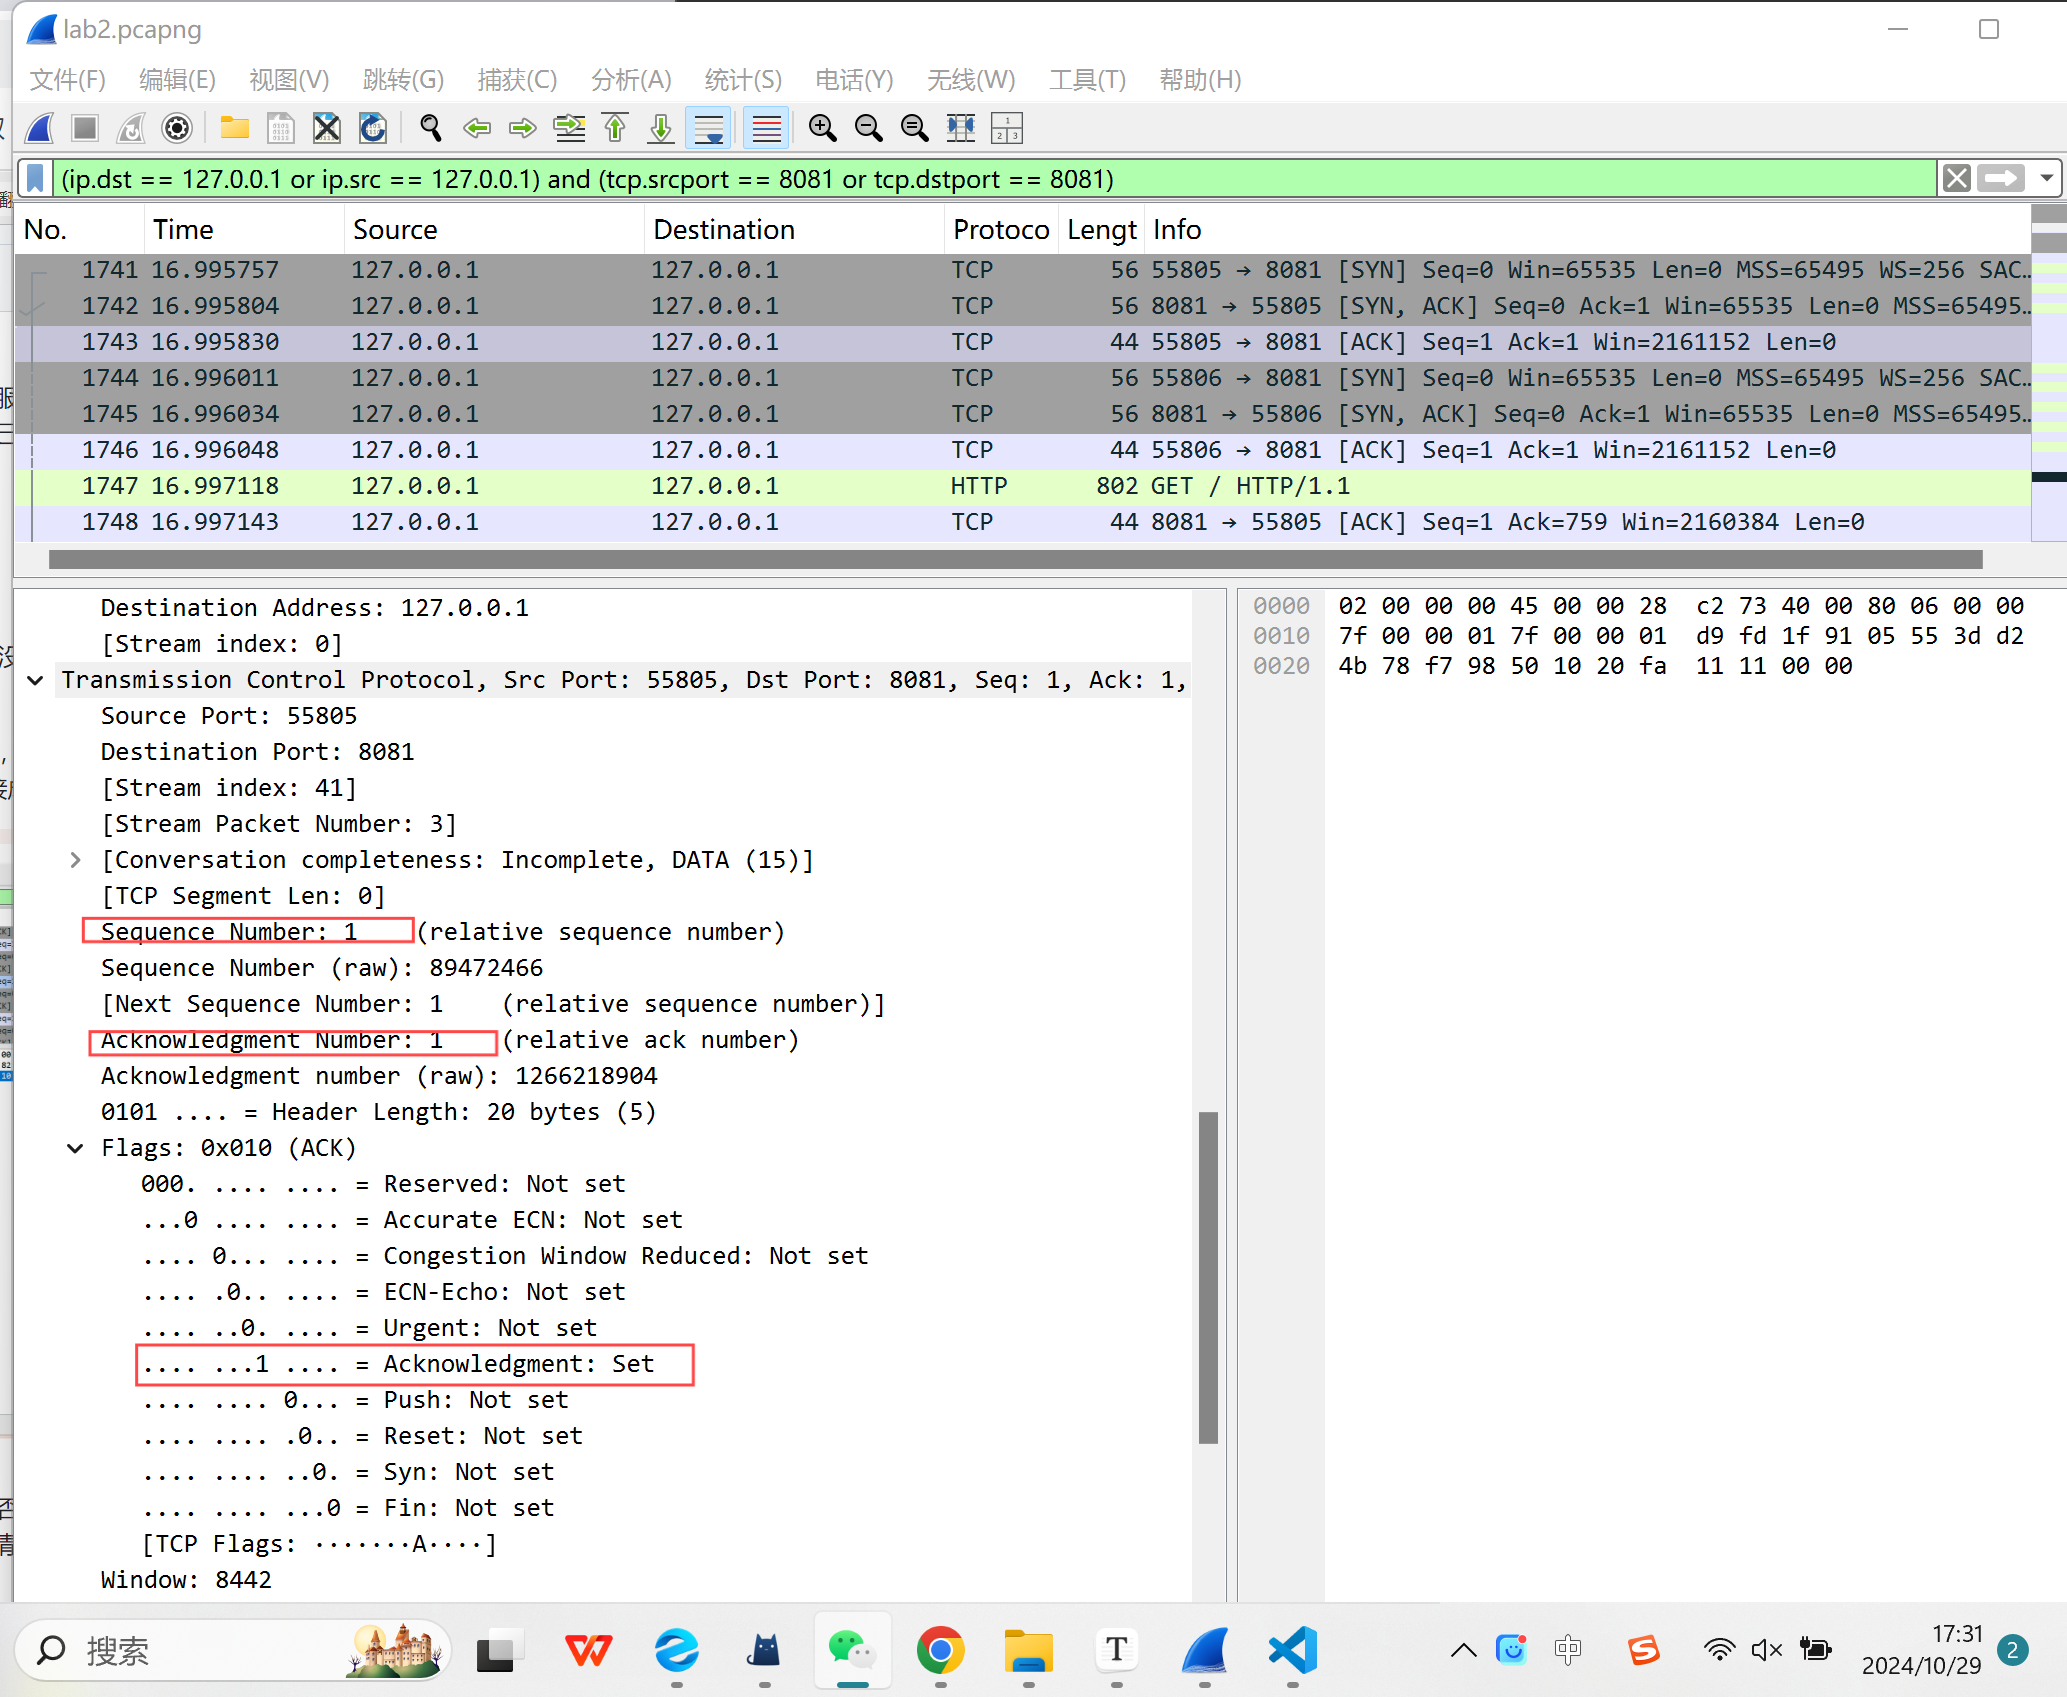 lab2.pcapng
文件(F) 编辑(E) 视图(V) 跳转(G) 捕获(C) 分析(A) 统计(S) 电话(Y) 无线(W) 工具(T) 帮助(H)
(ip.dst == 127.0.0.1 or ip.src == 127.0.0.1) and (tcp.srcport == 8081 or tcp.dstport == 8081)
No. Time Source Destination Protoco Lengt Info
1741 16.995757 127.0.0.1 127.0.0.1 TCP 56 55805 → 8081 [SYN] Seq=0 Win=65535 Len=0 MSS=65495 WS=256 SAC…
1742 16.995804 127.0.0.1 127.0.0.1 TCP 56 8081 → 55805 [SYN, ACK] Seq=0 Ack=1 Win=65535 Len=0 MSS=65495…
1743 16.995830 127.0.0.1 127.0.0.1 TCP 44 55805 → 8081 [ACK] Seq=1 Ack=1 Win=2161152 Len=0
1744 16.996011 127.0.0.1 127.0.0.1 TCP 56 55806 → 8081 [SYN] Seq=0 Win=65535 Len=0 MSS=65495 WS=256 SAC…
1745 16.996034 127.0.0.1 127.0.0.1 TCP 56 8081 → 55806 [SYN, ACK] Seq=0 Ack=1 Win=65535 Len=0 MSS=65495…
1746 16.996048 127.0.0.1 127.0.0.1 TCP 44 55806 → 8081 [ACK] Seq=1 Ack=1 Win=2161152 Len=0
1747 16.997118 127.0.0.1 127.0.0.1 HTTP 802 GET / HTTP/1.1
1748 16.997143 127.0.0.1 127.0.0.1 TCP 44 8081 → 55805 [ACK] Seq=1 Ack=759 Win=2160384 Len=0
Destination Address: 127.0.0.1
[Stream index: 0]
Transmission Control Protocol, Src Port: 55805, Dst Port: 8081, Seq: 1, Ack: 1,
Source Port: 55805
Destination Port: 8081
[Stream index: 41]
[Stream Packet Number: 3]
[Conversation completeness: Incomplete, DATA (15)]
[TCP Segment Len: 0]
Sequence Number: 1 (relative sequence number)
Sequence Number (raw): 89472466
[Next Sequence Number: 1 (relative sequence number)]
Acknowledgment Number: 1 (relative ack number)
Acknowledgment number (raw): 1266218904
0101 .... = Header Length: 20 bytes (5)
Flags: 0x010 (ACK)
000. .... .... = Reserved: Not set
...0 .... .... = Accurate ECN: Not set
.... 0... .... = Congestion Window Reduced: Not set
.... .0.. .... = ECN-Echo: Not set
.... ..0. .... = Urgent: Not set
.... ...1 .... = Acknowledgment: Set
.... .... 0... = Push: Not set
.... .... .0.. = Reset: Not set
.... .... ..0. = Syn: Not set
.... .... ...0 = Fin: Not set
[TCP Flags: ·······A····]
Window: 8442
0000 02 00 00 00 45 00 00 28 c2 73 40 00 80 06 00 00
0010 7f 00 00 01 7f 00 00 01 d9 fd 1f 91 05 55 3d d2
0020 4b 78 f7 98 50 10 20 fa 11 11 00 00
搜索
中
17:31
2024/10/29
2